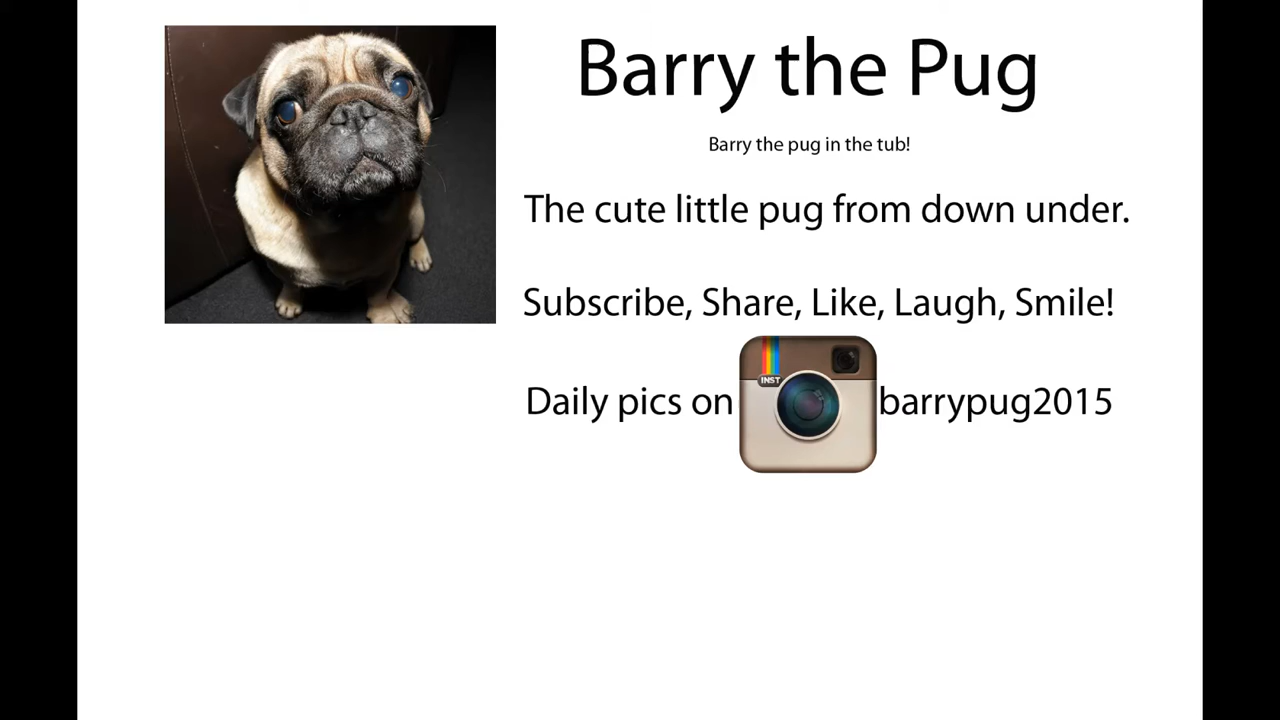 Barry the Pug
Barry the pug in the tub!
The cute little pug from down under.
Subscribe, Share, Like, Laugh, Smile!
INST
Daily pics on barrypug2015